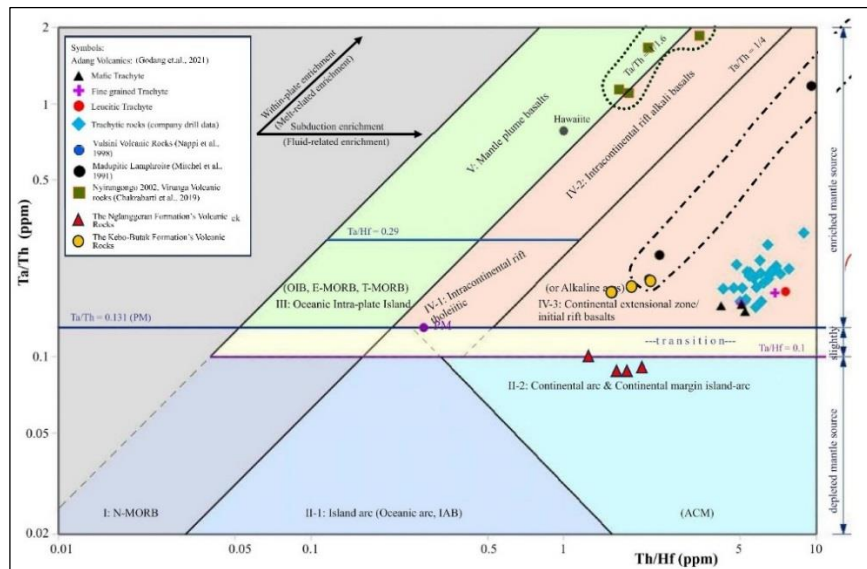 2
1
0.5
0.1
0.05
0.02
Ta/Th (ppm)
Symbols:
Adang Volcanics: (Godang et.al., 2021)
Mafic Trachyte
Fine grained Trachyte
Leucitic Trachyte
Trachytic rocks (company drill data)
Vulsini Volcanic Rocks (Nappi et al.,
1998)
Madupitic Lamproite (Mirchel et al.,
1991)
Nyirangongo 2002, Virunga Volcanic
rocks (Chakrabarti et al., 2019)
The Nglanggeran Formation's Volcanic ck
Rocks
The Kebo-Butak Formation's Volcanic
Rocks
Within-plate enrichment
(Melt-related enrichment)
Subduction enrichment
(Fluid-related enrichment)
V: Mantle plume basalts
Hawaiite
Ta/Th = /1.6
Ta/Th = 1/4
IV-2: Intracontinental rift alkali basalts
Ta/Hf = 0.29
(OIB, E-MORB, T-MORB)
III: Oceanic Intra-plate Island
IV-1: Intracontinental rift
tholeiitic
(or Alkaline
IV-3: Continental extensional zone/
initial rift basalts
Ta/Th = 0.131 (PM)
PM
---transition---
Ta/Hf = 0.1
II-2: Continental arc & Continental margin island-arc
I: N-MORB
II-1: Island arc (Oceanic arc, IAB)
(ACM)
enriched mantle source
slightly
depleted mantle source
0.01
0.05
0.1
0.5
1
5
10
Th/Hf (ppm)